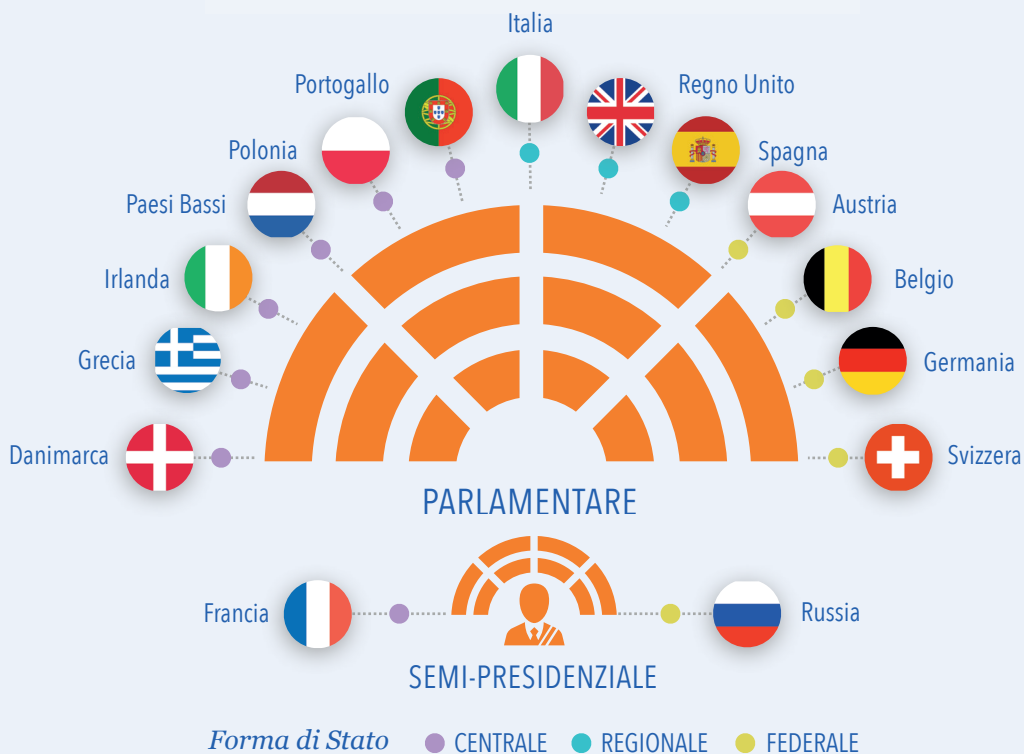 Italia
Portogallo
Regno Unito
Polonia
Spagna
Paesi Bassi
Austria
Irlanda
Belgio
Grecia
Germania
Danimarca
Svizzera
PARLAMENTARE
Francia
Russia
SEMI-PRESIDENZIALE
Forma di Stato CENTRALE REGIONALE FEDERALE